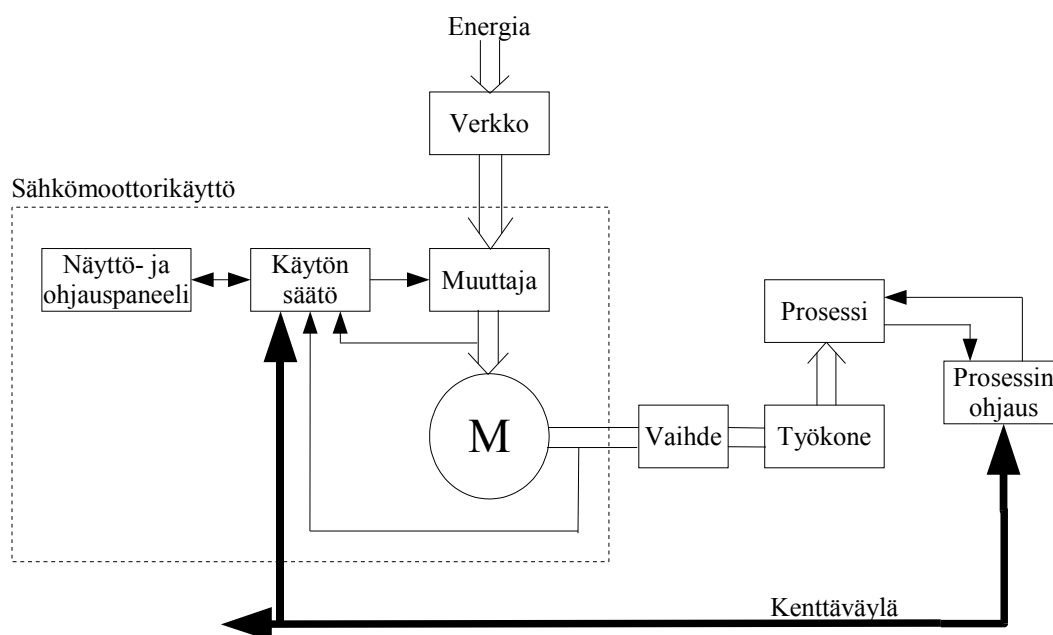 Energia
Verkko
Sähkömoottorikäyttö
Näyttö- ja
ohjauspaneeli
Käytön
säätö
Muuttaja
Prosessi
Prosessin
ohjaus
M
Vaihde
Työkone
Kenttäväylä